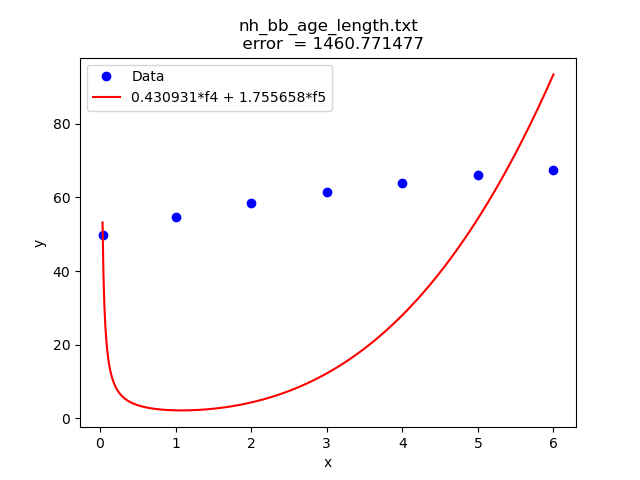 nh_bb_age_length.txt
error = 1460.771477
Data
0.430931*f4 + 1.755658*f5
y
80
60
40
20
0
0 1 2 3 4 5 6
x